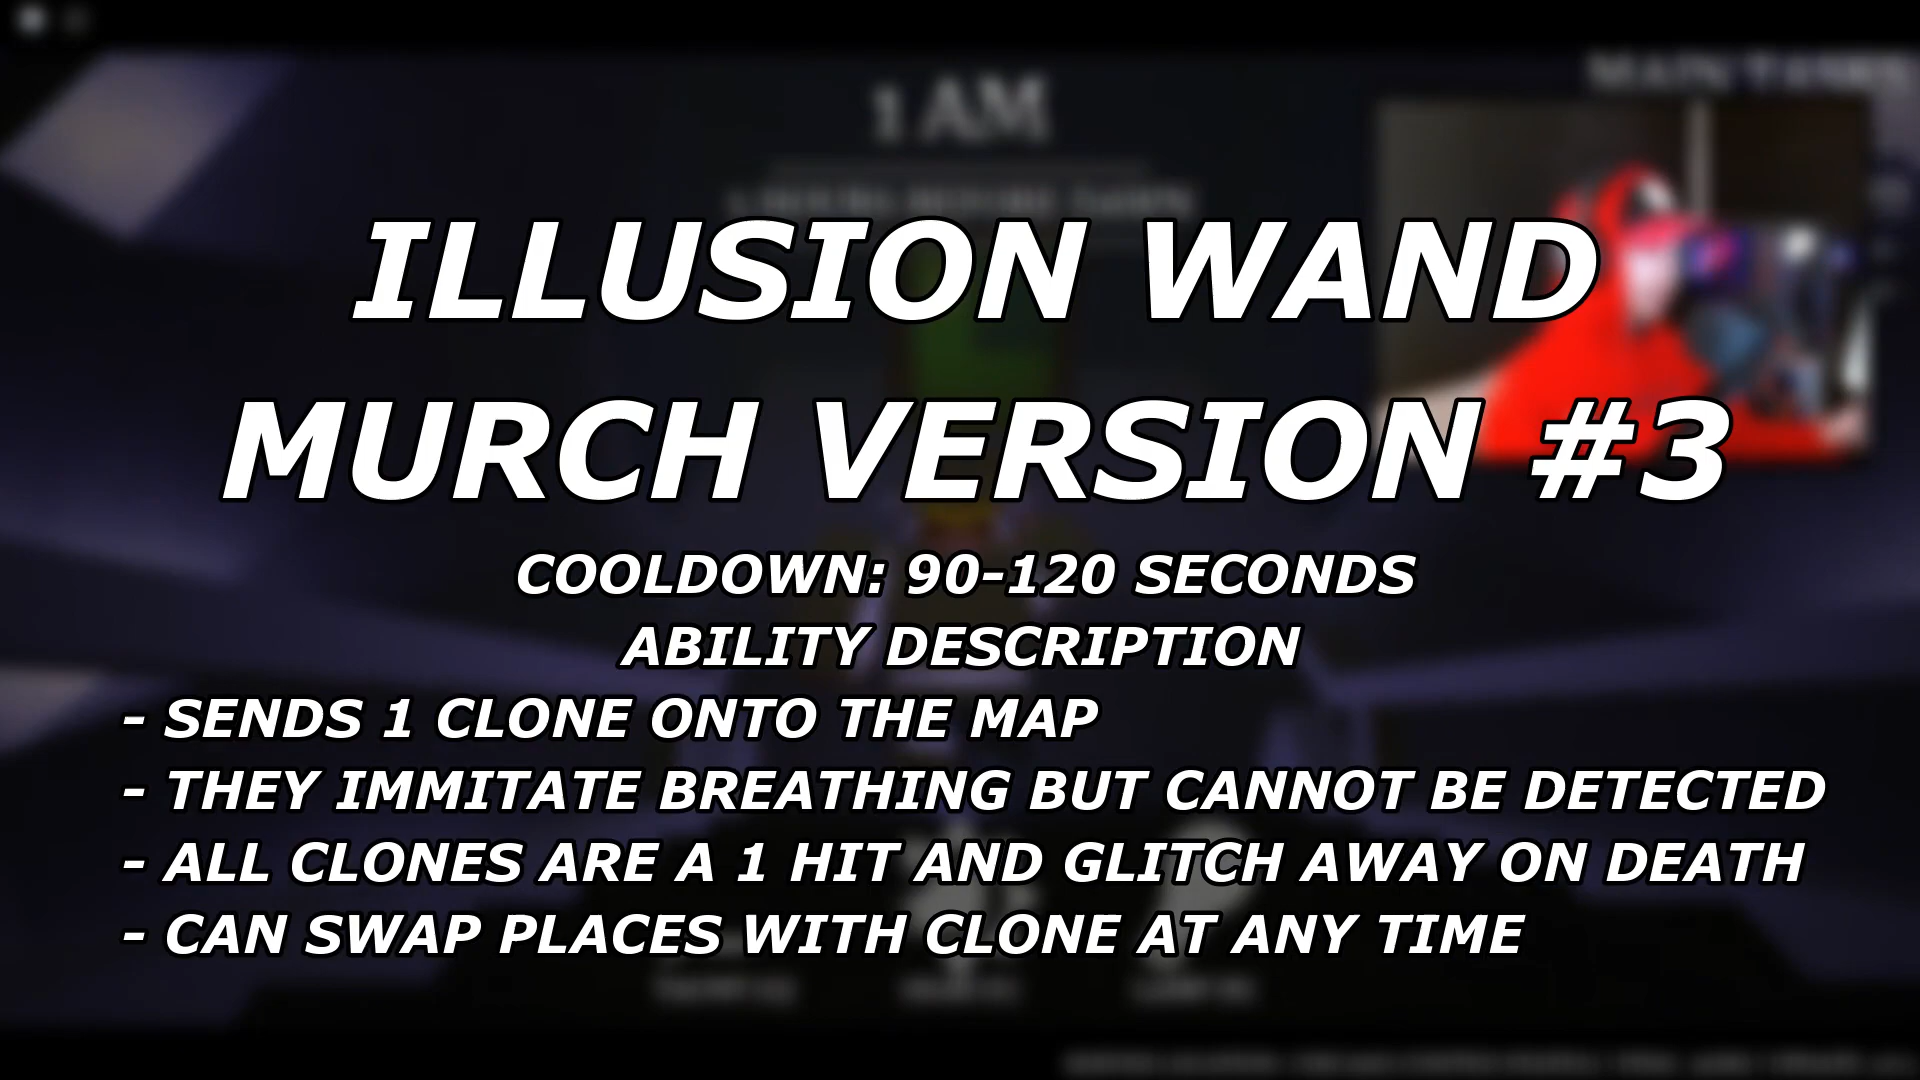 1 AM
ILLUSION WAND
MURCH VERSION #3
COOLDOWN: 90-120 SECONDS
ABILITY DESCRIPTION
- SENDS 1 CLONE ONTO THE MAP
- THEY IMMITATE BREATHING BUT CANNOT BE DETECTED
- ALL CLONES ARE A 1 HIT AND GLITCH AWAY ON DEATH
- CAN SWAP PLACES WITH CLONE AT ANY TIME